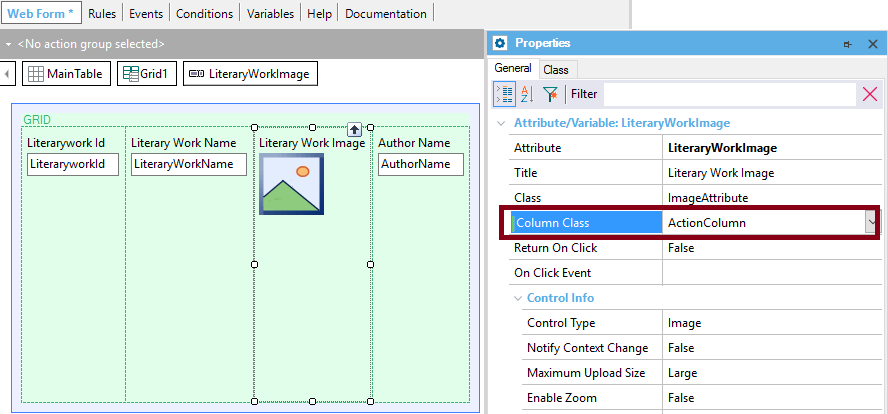 Web Form * Rules Events Conditions Variables Help Documentation
<No action group selected>
MainTable Grid1 LiteraryWorkImage
GRID
Literarywork Id Literary Work Name Literary Work Image Author Name
LiteraryworkId LiteraryWorkName AuthorName
Properties
General Class
Filter
Attribute/Variable: LiteraryWorkImage
Attribute LiteraryWorkImage
Title Literary Work Image
Class ImageAttribute
Column Class ActionColumn
Return On Click False
On Click Event
Control Info
Control Type Image
Notify Context Change False
Maximum Upload Size Large
Enable Zoom False